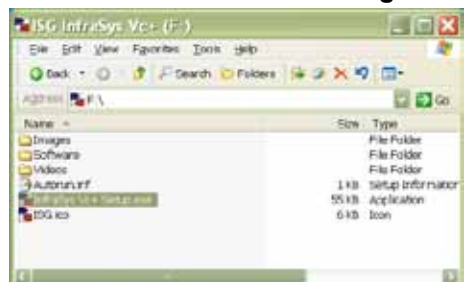 ISG InfraSys Vc+ (F:)
File Edit View Favorites Tools Help
Back Search Folders
Address F:\ Go
Name Size Type
Images File Folder
Software File Folder
Videos File Folder
Autorun.inf 1 KB Setup Information
InfraSys Vc+ Setup.exe 55 KB Application
ISG.ico 6 KB Icon